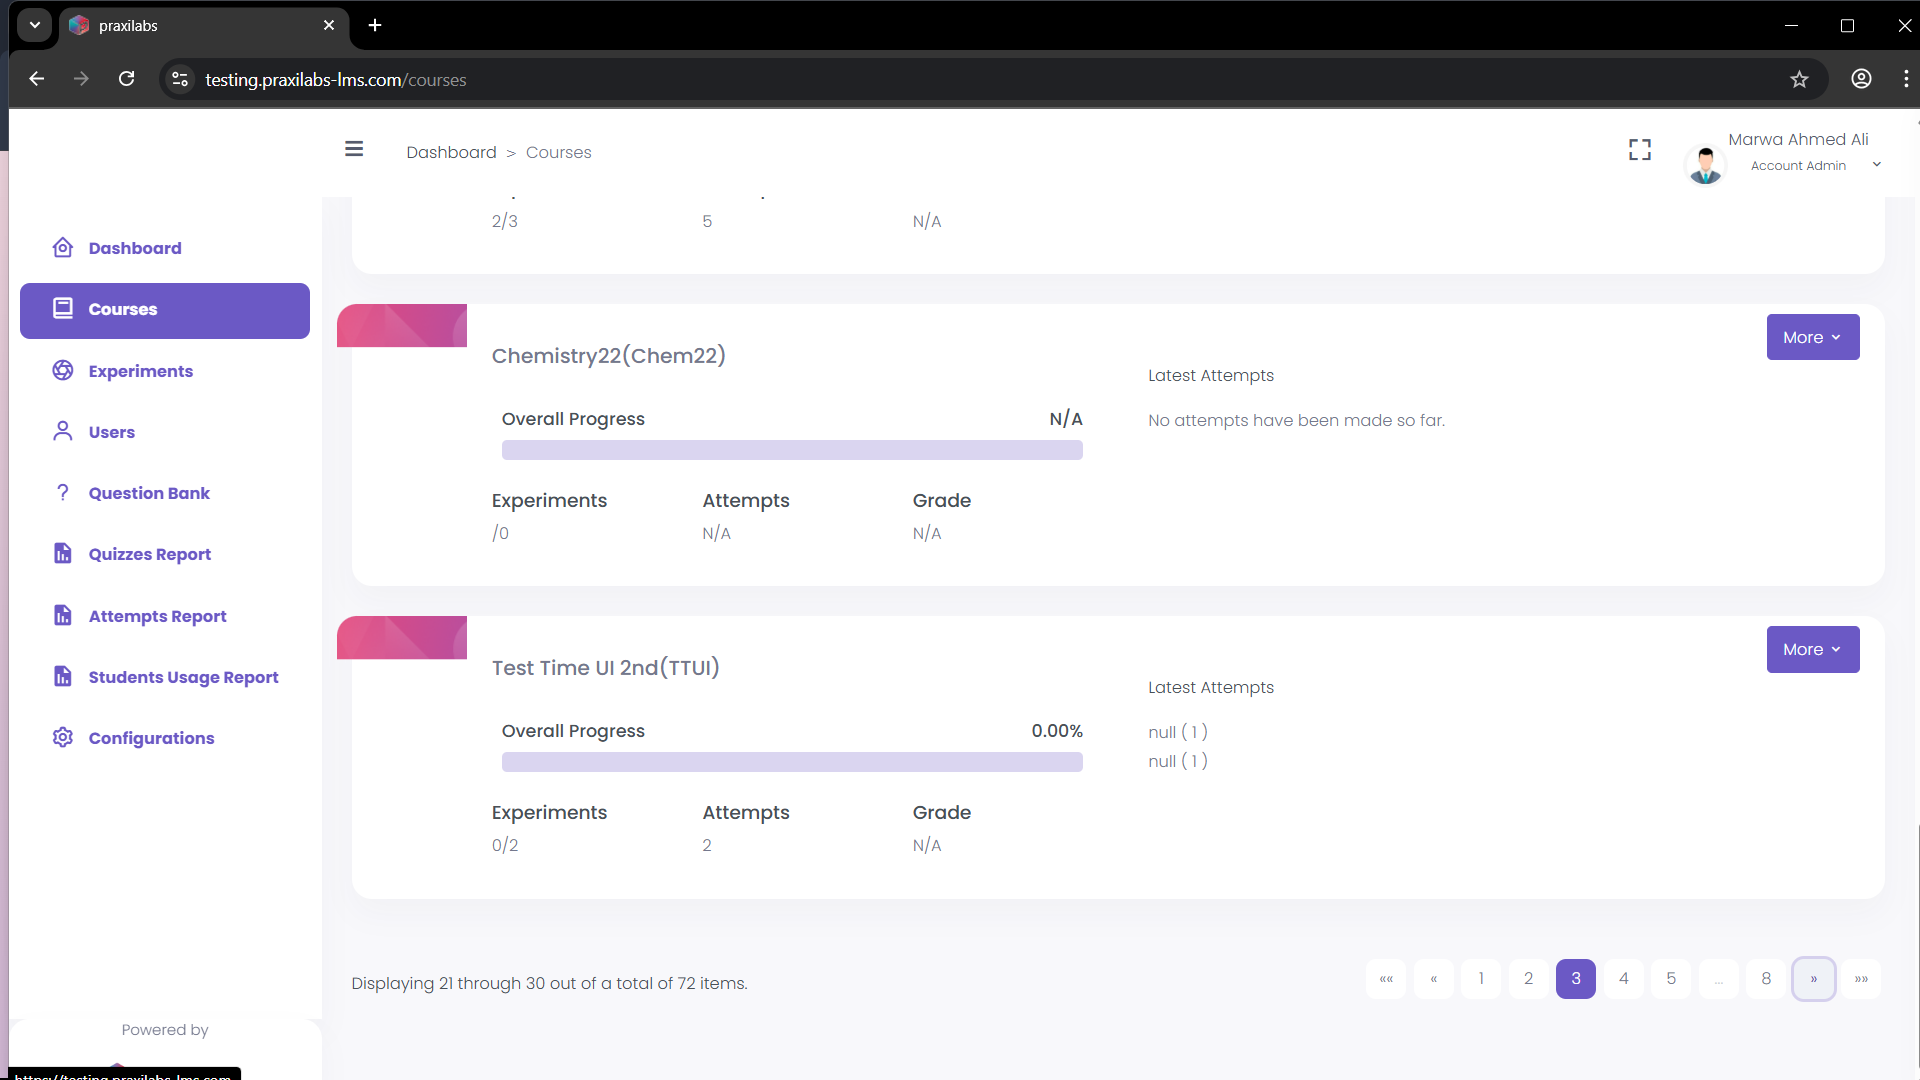 praxilabs
testing.praxilabs-lms.com/courses
Dashboard > Courses
Marwa Ahmed Ali
Account Admin
Dashboard
Courses
Experiments
Users
Question Bank
Quizzes Report
Attempts Report
Students Usage Report
Configurations
Powered by
2/3 5 N/A
Chemistry22(Chem22)
More
Latest Attempts
Overall Progress N/A
No attempts have been made so far.
Experiments Attempts Grade
/0 N/A N/A
Test Time UI 2nd(TTUI)
More
Latest Attempts
Overall Progress 0.00%
null ( 1 )
null ( 1 )
Experiments Attempts Grade
0/2 2 N/A
Displaying 21 through 30 out of a total of 72 items.
«« « 1 2 3 4 5 ... 8 » »»
https://testing.praxilabs-lms.com